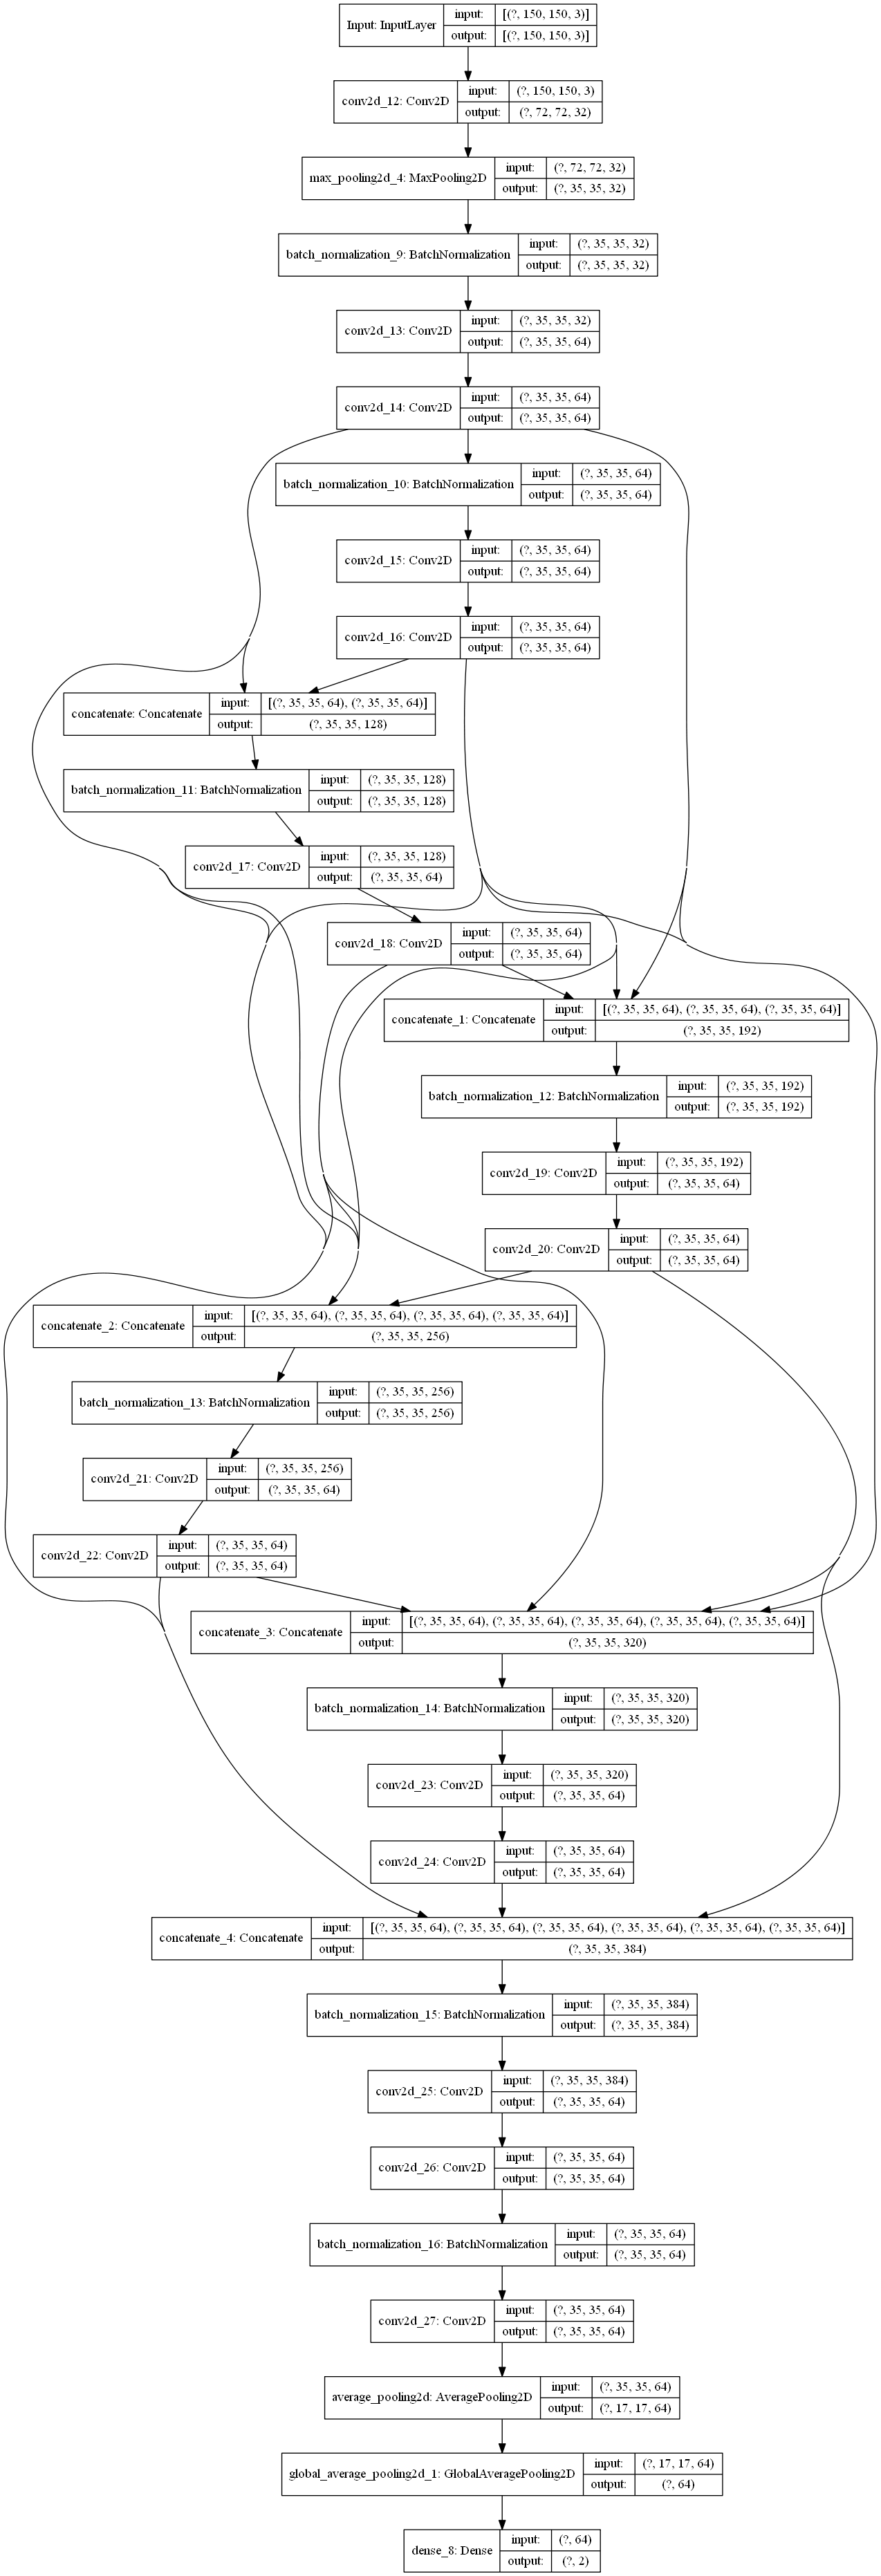 Input: InputLayer
input:
[(?, 150, 150, 3)]
output:
[(?, 150, 150, 3)]
conv2d_12: Conv2D
input:
(?, 150, 150, 3)
output:
(?, 72, 72, 32)
max_pooling2d_4: MaxPooling2D
input:
(?, 72, 72, 32)
output:
(?, 35, 35, 32)
batch_normalization_9: BatchNormalization
input:
(?, 35, 35, 32)
output:
(?, 35, 35, 32)
conv2d_13: Conv2D
input:
(?, 35, 35, 32)
output:
(?, 35, 35, 64)
conv2d_14: Conv2D
input:
(?, 35, 35, 64)
output:
(?, 35, 35, 64)
batch_normalization_10: BatchNormalization
input:
(?, 35, 35, 64)
output:
(?, 35, 35, 64)
conv2d_15: Conv2D
input:
(?, 35, 35, 64)
output:
(?, 35, 35, 64)
conv2d_16: Conv2D
input:
(?, 35, 35, 64)
output:
(?, 35, 35, 64)
concatenate: Concatenate
input:
[(?, 35, 35, 64), (?, 35, 35, 64)]
output:
(?, 35, 35, 128)
batch_normalization_11: BatchNormalization
input:
(?, 35, 35, 128)
output:
(?, 35, 35, 128)
conv2d_17: Conv2D
input:
(?, 35, 35, 128)
output:
(?, 35, 35, 64)
conv2d_18: Conv2D
input:
(?, 35, 35, 64)
output:
(?, 35, 35, 64)
concatenate_1: Concatenate
input:
[(?, 35, 35, 64), (?, 35, 35, 64), (?, 35, 35, 64)]
output:
(?, 35, 35, 192)
batch_normalization_12: BatchNormalization
input:
(?, 35, 35, 192)
output:
(?, 35, 35, 192)
conv2d_19: Conv2D
input:
(?, 35, 35, 192)
output:
(?, 35, 35, 64)
conv2d_20: Conv2D
input:
(?, 35, 35, 64)
output:
(?, 35, 35, 64)
concatenate_2: Concatenate
input:
[(?, 35, 35, 64), (?, 35, 35, 64), (?, 35, 35, 64), (?, 35, 35, 64)]
output:
(?, 35, 35, 256)
batch_normalization_13: BatchNormalization
input:
(?, 35, 35, 256)
output:
(?, 35, 35, 256)
conv2d_21: Conv2D
input:
(?, 35, 35, 256)
output:
(?, 35, 35, 64)
conv2d_22: Conv2D
input:
(?, 35, 35, 64)
output:
(?, 35, 35, 64)
concatenate_3: Concatenate
input:
[(?, 35, 35, 64), (?, 35, 35, 64), (?, 35, 35, 64), (?, 35, 35, 64), (?, 35, 35, 64)]
output:
(?, 35, 35, 320)
batch_normalization_14: BatchNormalization
input:
(?, 35, 35, 320)
output:
(?, 35, 35, 320)
conv2d_23: Conv2D
input:
(?, 35, 35, 320)
output:
(?, 35, 35, 64)
conv2d_24: Conv2D
input:
(?, 35, 35, 64)
output:
(?, 35, 35, 64)
concatenate_4: Concatenate
input:
[(?, 35, 35, 64), (?, 35, 35, 64), (?, 35, 35, 64), (?, 35, 35, 64), (?, 35, 35, 64), (?, 35, 35, 64)]
output:
(?, 35, 35, 384)
batch_normalization_15: BatchNormalization
input:
(?, 35, 35, 384)
output:
(?, 35, 35, 384)
conv2d_25: Conv2D
input:
(?, 35, 35, 384)
output:
(?, 35, 35, 64)
conv2d_26: Conv2D
input:
(?, 35, 35, 64)
output:
(?, 35, 35, 64)
batch_normalization_16: BatchNormalization
input:
(?, 35, 35, 64)
output:
(?, 35, 35, 64)
conv2d_27: Conv2D
input:
(?, 35, 35, 64)
output:
(?, 35, 35, 64)
average_pooling2d: AveragePooling2D
input:
(?, 35, 35, 64)
output:
(?, 17, 17, 64)
global_average_pooling2d_1: GlobalAveragePooling2D
input:
(?, 17, 17, 64)
output:
(?, 64)
dense_8: Dense
input:
(?, 64)
output:
(?, 2)